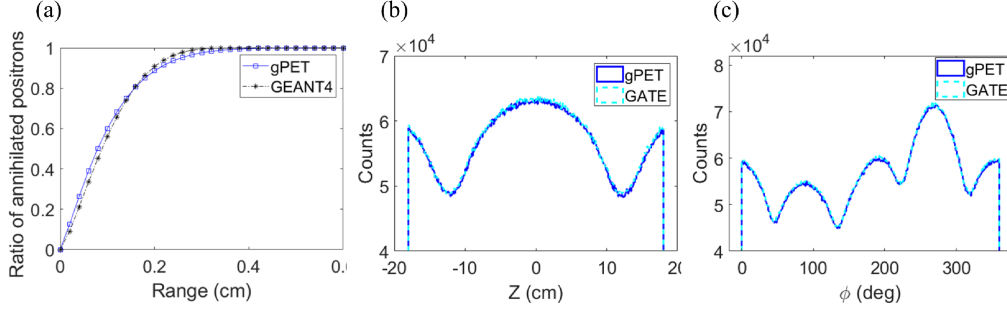 (a)
(b)
(c)
Ratio of annihilated positrons
1
0.8
0.6
0.4
0.2
0
0
0.2
0.4
Range (cm)
gPET
GEANT4
×10⁴
Counts
7
6
5
4
-20
-10
0
10
Z (cm)
gPET
GATE
×10⁴
Counts
8
7
6
5
4
0
100
200
300
ϕ (deg)
gPET
GATE